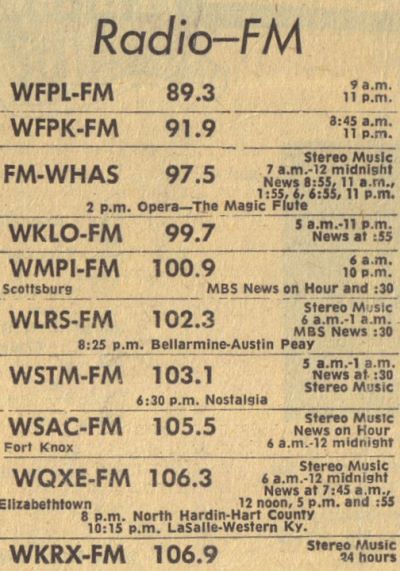 Radio—FM
WFPL-FM 89.3 9 a.m.
11 p.m.
WFPK-FM 91.9 8:45 a.m.
11 p.m.
FM-WHAS 97.5 Stereo Music
7 a.m.-12 midnight
News 8:55, 11 a.m.,
1:55, 6, 6:55, 11 p.m.
2 p.m. Opera—The Magic Flute
WKLO-FM 99.7 5 a.m.-11 p.m.
News at :55
WMPI-FM 100.9 6 a.m.
10 p.m.
Scottsburg MBS News on Hour and :30
WLRS-FM 102.3 Stereo Music
6 a.m.-1 a.m.
MBS News :30
8:25 p.m. Bellarmine-Austin Peay
WSTM-FM 103.1 5 a.m.-1 a.m.
News at :30
Stereo Music
6:30 p.m. Nostalgia
WSAC-FM 105.5 Stereo Music
News on Hour
Fort Knox 6 a.m.-12 midnight
WQXE-FM 106.3 Stereo Music
6 a.m.-12 midnight
News at 7:45 a.m.,
Elizabethtown 12 noon, 5 p.m. and :55
8 p.m. North Hardin-Hart County
10:15 p.m. LaSalle-Western Ky.
WKRX-FM 106.9 Stereo Music
24 hours